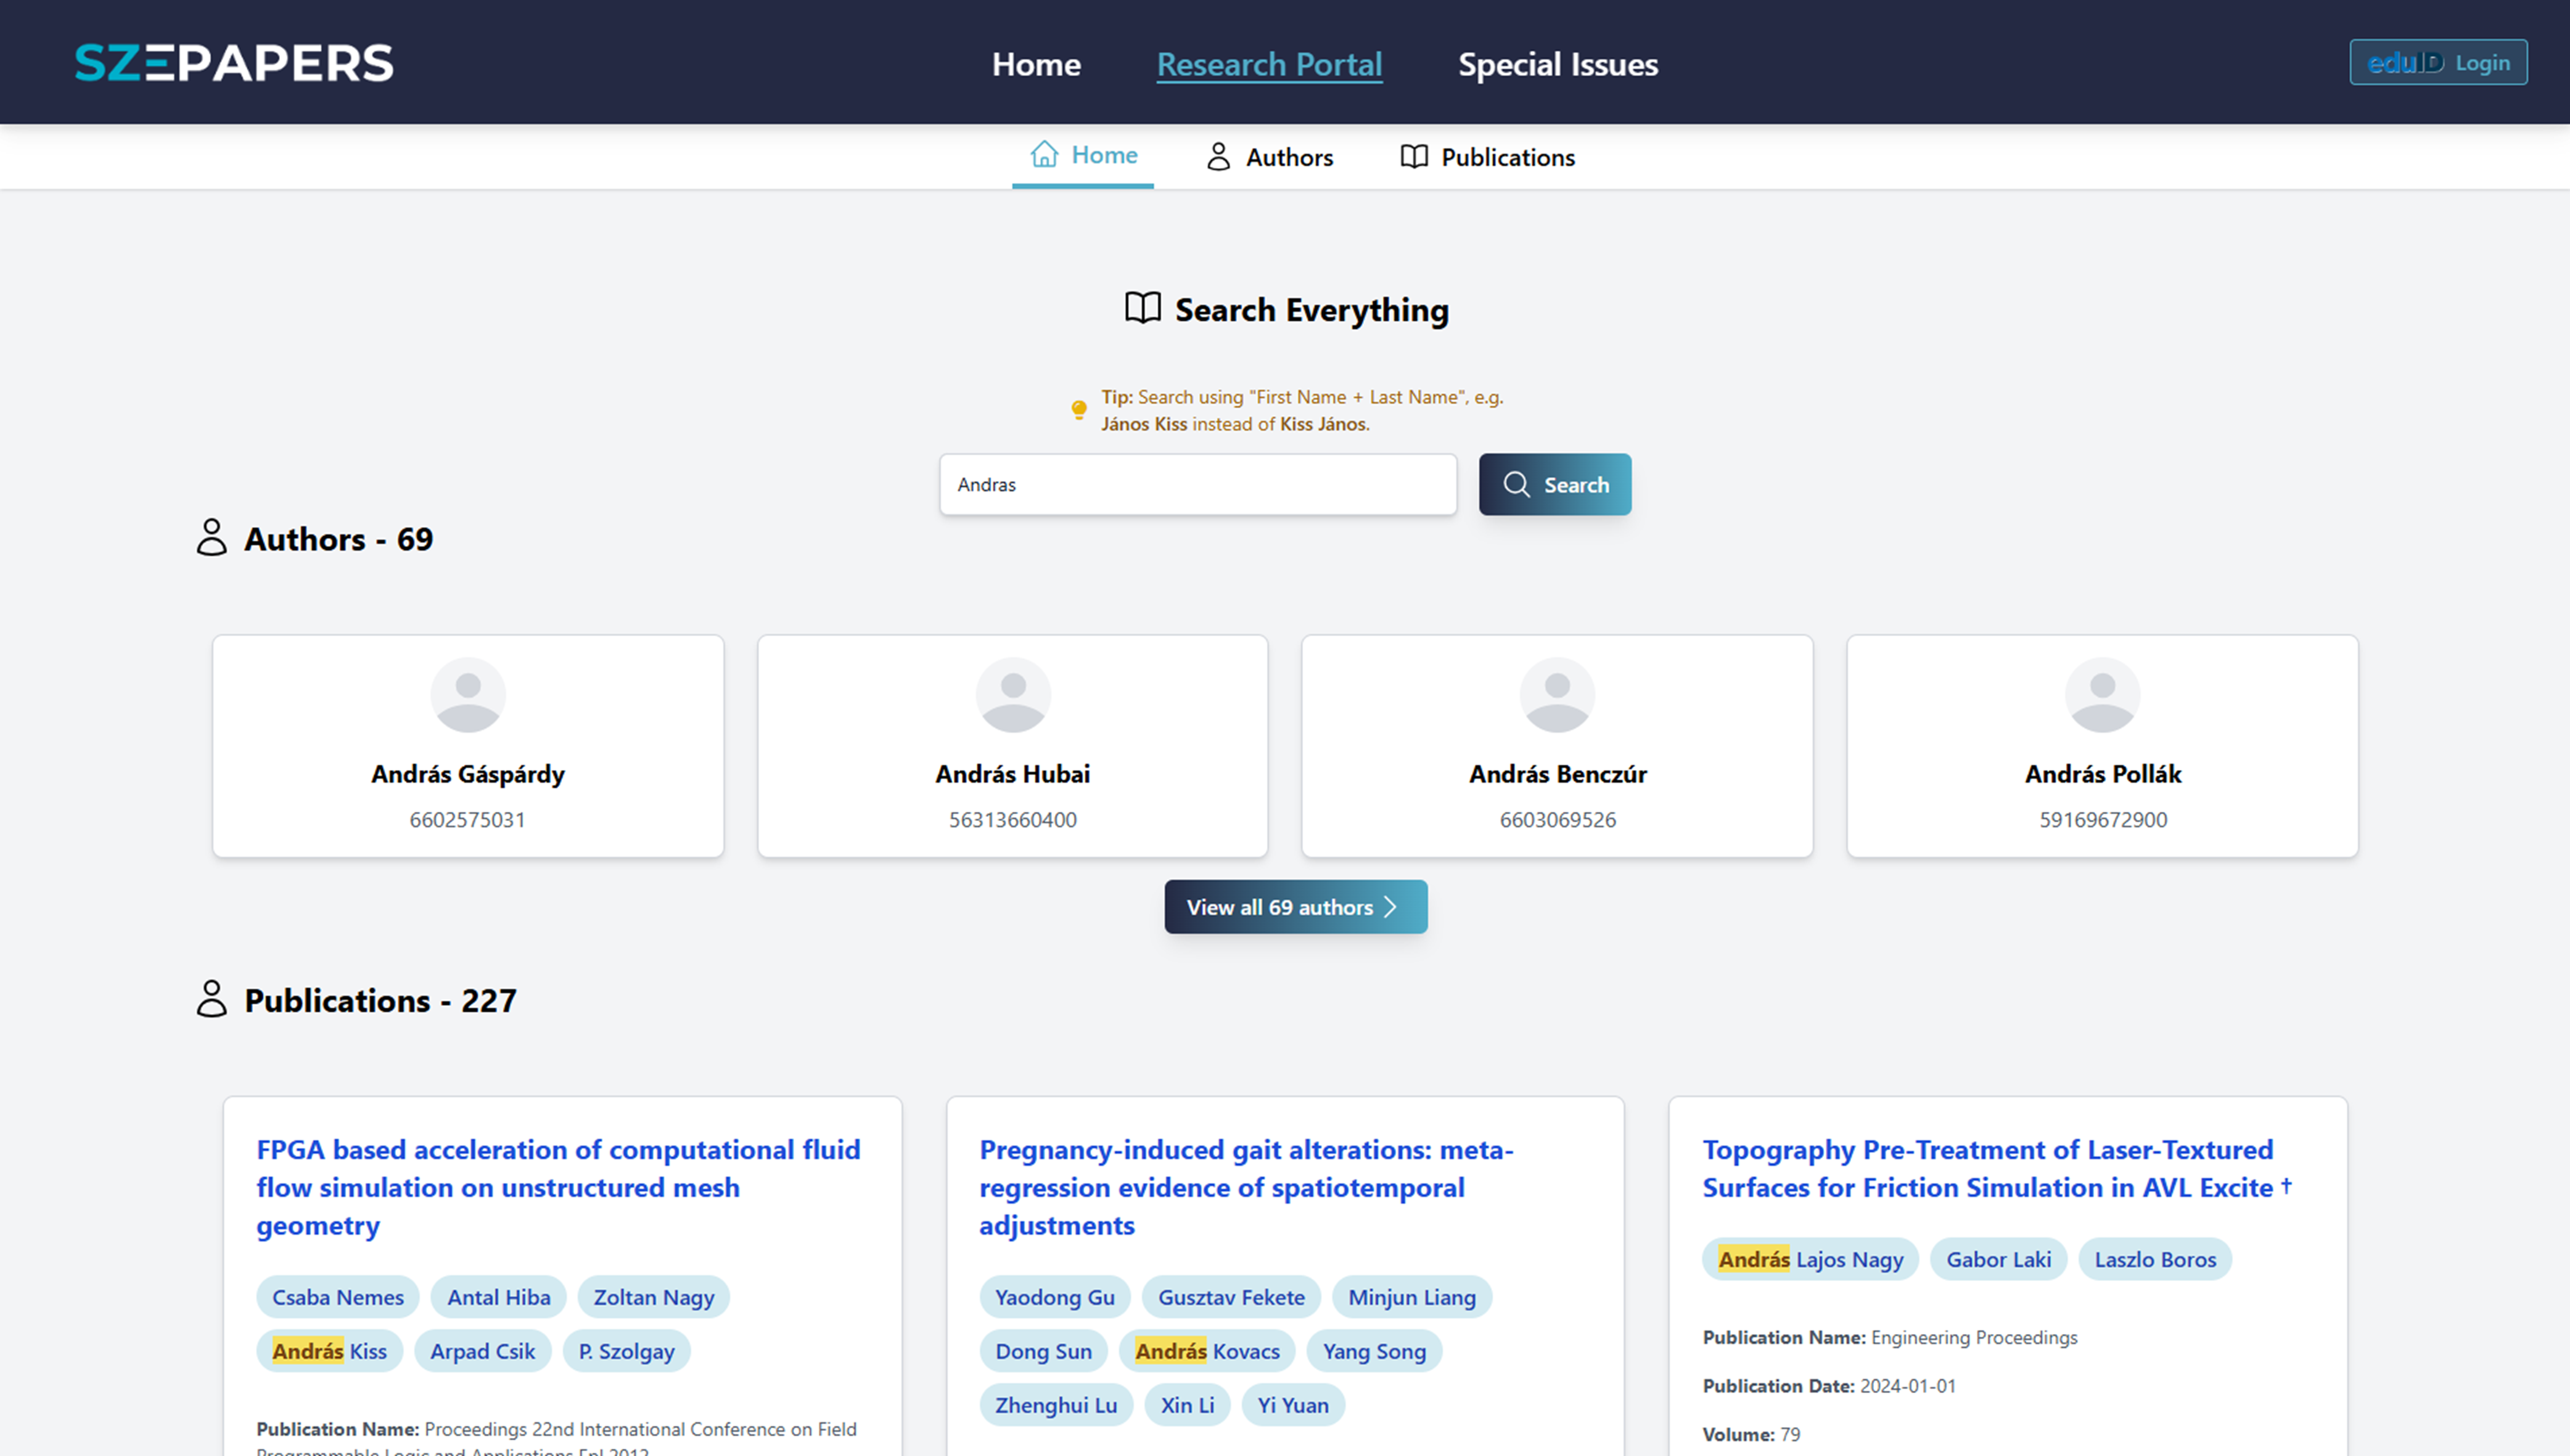 SZEPAPERS
Home Research Portal Special Issues
eduID Login
Home Authors Publications
Search Everything
Tip: Search using "First Name + Last Name", e.g.
János Kiss instead of Kiss János.
Andras
Search
Authors - 69
András Gáspárdy
6602575031
András Hubai
56313660400
András Benczúr
6603069526
András Pollák
59169672900
View all 69 authors
Publications - 227
FPGA based acceleration of computational fluid
flow simulation on unstructured mesh
geometry
Csaba Nemes Antal Hiba Zoltan Nagy
András Kiss Arpad Csik P. Szolgay
Publication Name: Proceedings 22nd International Conference on Field
Programmable Logic and Applications Fpl 2012
Pregnancy-induced gait alterations: meta-
regression evidence of spatiotemporal
adjustments
Yaodong Gu Gusztav Fekete Minjun Liang
Dong Sun András Kovacs Yang Song
Zhenghui Lu Xin Li Yi Yuan
Topography Pre-Treatment of Laser-Textured
Surfaces for Friction Simulation in AVL Excite †
András Lajos Nagy Gabor Laki Laszlo Boros
Publication Name: Engineering Proceedings
Publication Date: 2024-01-01
Volume: 79